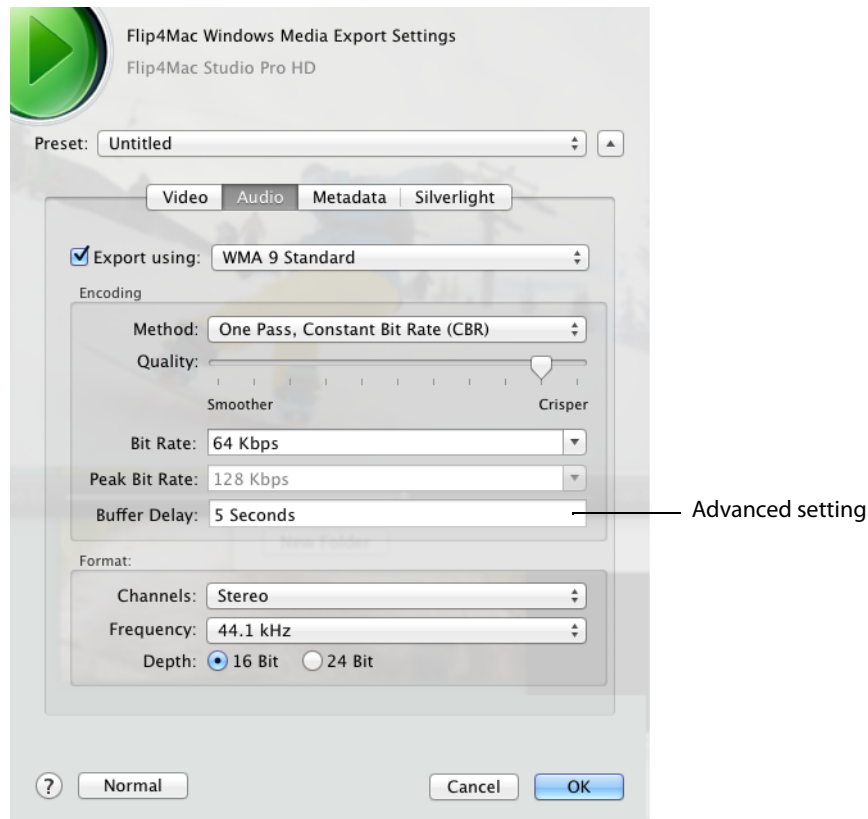 Flip4Mac Windows Media Export Settings
Flip4Mac Studio Pro HD
Preset: Untitled
Video Audio Metadata Silverlight
Export using: WMA 9 Standard
Encoding
Method: One Pass, Constant Bit Rate (CBR)
Quality:
Smoother Crisper
Bit Rate: 64 Kbps
Peak Bit Rate: 128 Kbps
Buffer Delay: 5 Seconds
Advanced setting
New Folder
Format:
Channels: Stereo
Frequency: 44.1 kHz
Depth: 16 Bit 24 Bit
? Normal Cancel OK